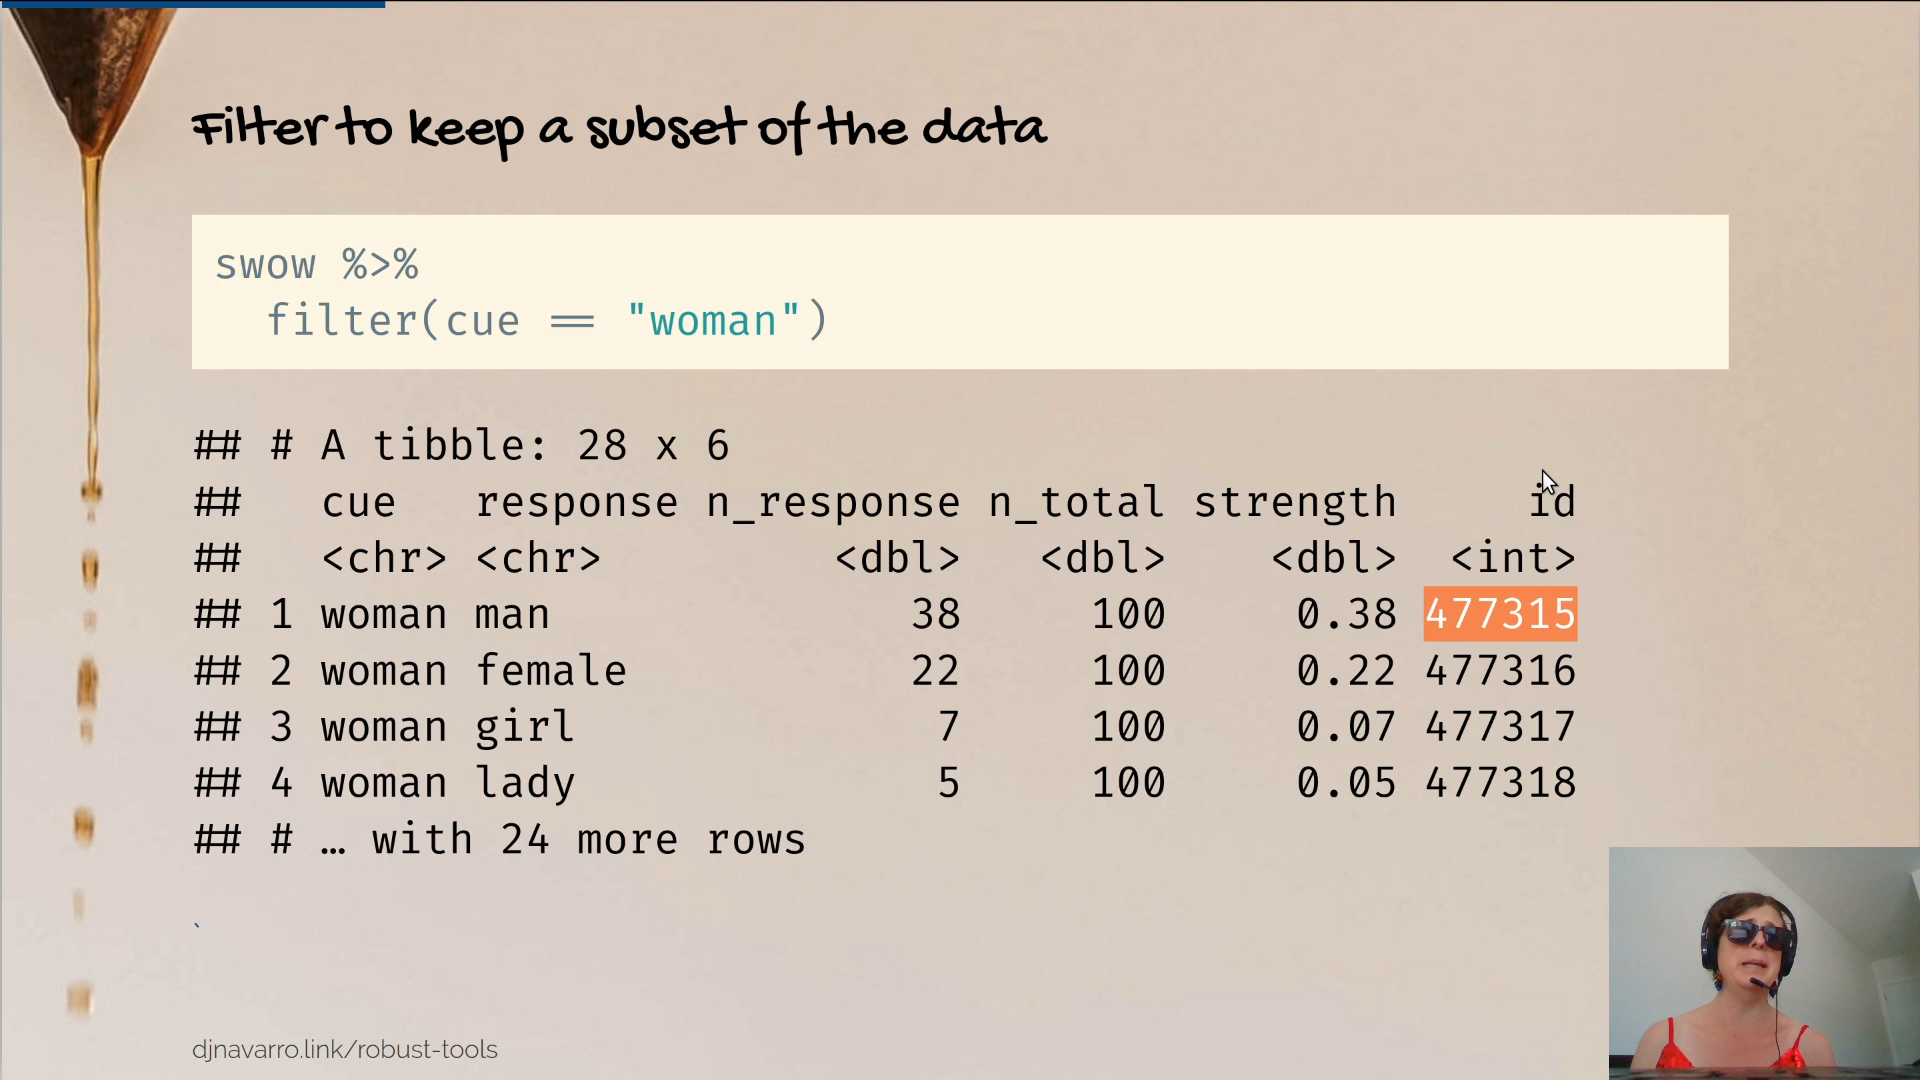 Filter to keep a subset of the data
swow %>%
  filter(cue == "woman")
## # A tibble: 28 x 6
##   cue   response n_response n_total strength     id
##   <chr> <chr>         <dbl>   <dbl>    <dbl>  <int>
## 1 woman man              38     100     0.38 477315
## 2 woman female           22     100     0.22 477316
## 3 woman girl              7     100     0.07 477317
## 4 woman lady              5     100     0.05 477318
## # … with 24 more rows
`
djnavarro.link/robust-tools